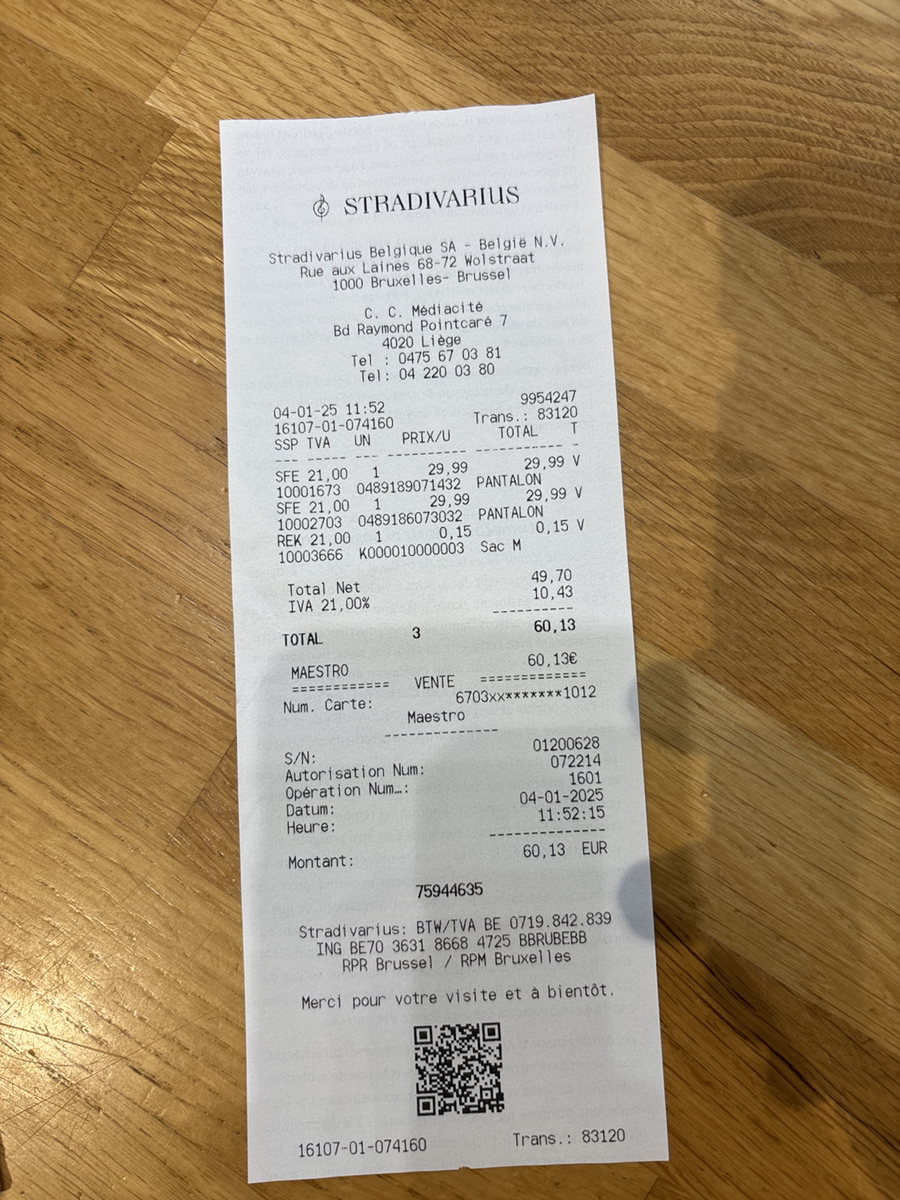 STRADIVARIUS
Stradivarius Belgique SA - België N.V.
Rue aux Laines 68-72 Wolstraat
1000 Bruxelles- Brussel
C. C. Médiacité
Bd Raymond Pointcaré 7
4020 Liège
Tel : 0475 67 03 81
Tel: 04 220 03 80
04-01-25 11:52 9954247
16107-01-074160 Trans.: 83120
SSP TVA UN PRIX/U TOTAL T
--- ----- --- ---------- ----------- -
SFE 21,00 1 29,99 29,99 V
10001673 0489189071432 PANTALON
SFE 21,00 1 29,99 29,99 V
10002703 0489186073032 PANTALON
REK 21,00 1 0,15 0,15 V
10003666 K000010000003 Sac M
Total Net 49,70
IVA 21,00% 10,43
----------
TOTAL 3 60,13
MAESTRO 60,13€
============ VENTE =============
Num. Carte: 6703xx*******1012
Maestro
--------------
S/N: 01200628
Autorisation Num: 072214
Opération Num…: 1601
Datum: 04-01-2025
Heure: 11:52:15
--------------
Montant: 60,13 EUR
75944635
Stradivarius: BTW/TVA BE 0719.842.839
ING BE70 3631 8668 4725 BBRUBEBB
RPR Brussel / RPM Bruxelles
Merci pour votre visite et à bientôt.
16107-01-074160 Trans.: 83120